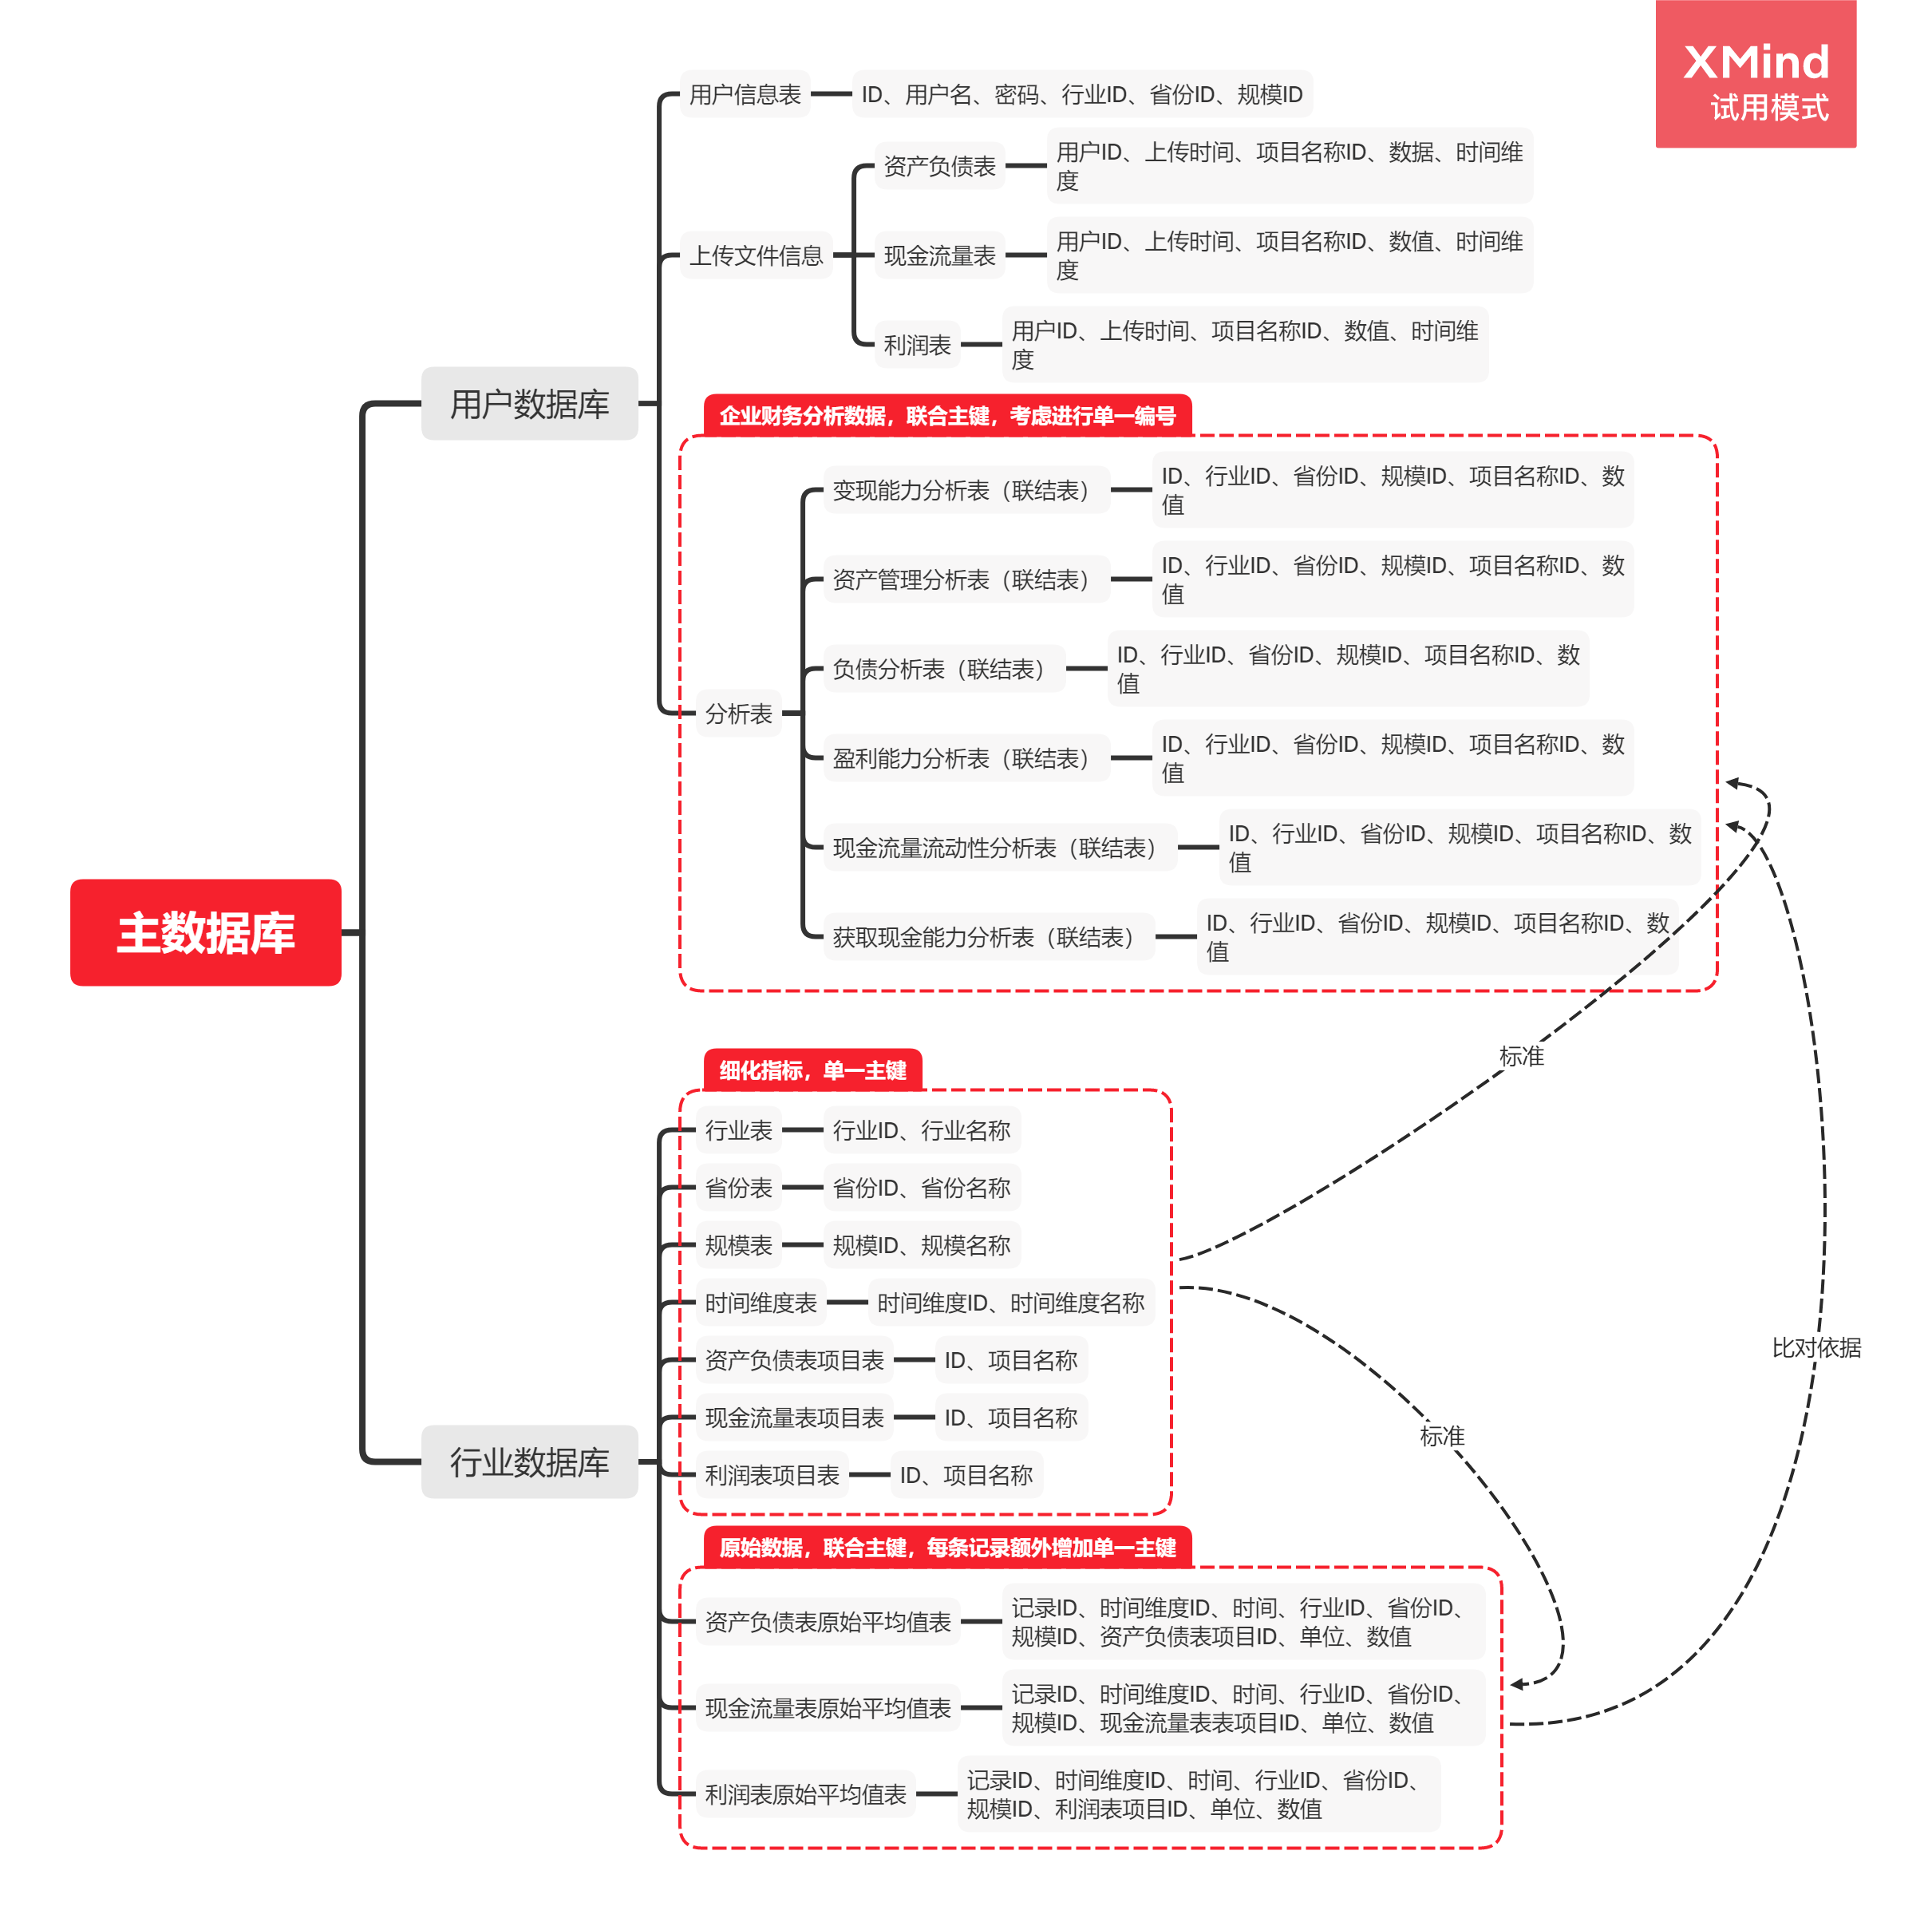 XMind
试用模式
用户信息表
ID、用户名、密码、行业ID、省份ID、规模ID
资产负债表
用户ID、上传时间、项目名称ID、数据、时间维
度
上传文件信息
现金流量表
用户ID、上传时间、项目名称ID、数值、时间维
度
利润表
用户ID、上传时间、项目名称ID、数值、时间维
度
用户数据库
企业财务分析数据，联合主键，考虑进行单一编号
变现能力分析表（联结表）
ID、行业ID、省份ID、规模ID、项目名称ID、数
值
资产管理分析表（联结表）
ID、行业ID、省份ID、规模ID、项目名称ID、数
值
负债分析表（联结表）
ID、行业ID、省份ID、规模ID、项目名称ID、数
值
分析表
盈利能力分析表（联结表）
ID、行业ID、省份ID、规模ID、项目名称ID、数
值
现金流量流动性分析表（联结表）
ID、行业ID、省份ID、规模ID、项目名称ID、数
值
获取现金能力分析表（联结表）
ID、行业ID、省份ID、规模ID、项目名称ID、数
值
主数据库
标准
细化指标，单一主键
行业表
行业ID、行业名称
省份表
省份ID、省份名称
规模表
规模ID、规模名称
时间维度表
时间维度ID、时间维度名称
资产负债表项目表
ID、项目名称
比对依据
现金流量表项目表
ID、项目名称
标准
行业数据库
利润表项目表
ID、项目名称
原始数据，联合主键，每条记录额外增加单一主键
资产负债表原始平均值表
记录ID、时间维度ID、时间、行业ID、省份ID、
规模ID、资产负债表项目ID、单位、数值
现金流量表原始平均值表
记录ID、时间维度ID、时间、行业ID、省份ID、
规模ID、现金流量表表项目ID、单位、数值
利润表原始平均值表
记录ID、时间维度ID、时间、行业ID、省份ID、
规模ID、利润表项目ID、单位、数值